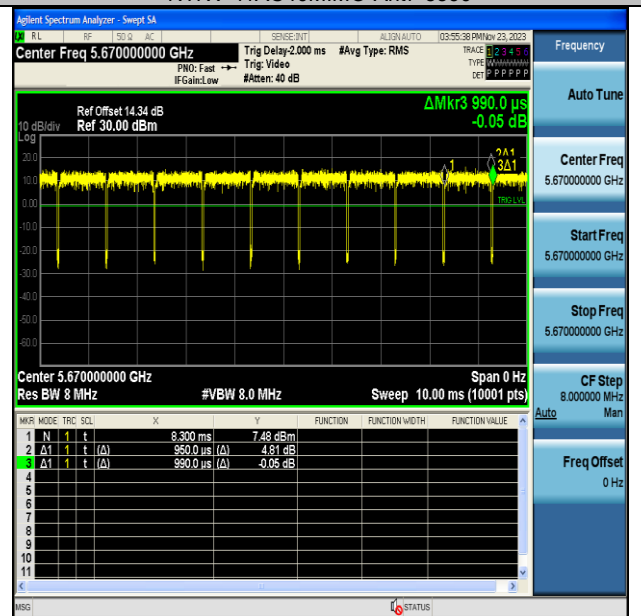 Agilent Spectrum Analyzer - Swept SA
RL RF 50 Ω AC SENSE:INT ALIGN AUTO 03:55:38 PM Nov 23, 2023
Center Freq 5.670000000 GHz
PNO: Fast
IFGain:Low
Trig Delay-2.000 ms
Trig: Video
#Atten: 40 dB
#Avg Type: RMS
TRACE 1 2 3 4 5 6
TYPE
DET P P P P P P
ΔMkr3 990.0 µs
-0.05 dB
Ref Offset 14.34 dB
10 dB/div Ref 30.00 dBm
Log
20.0
10.0
0.00
-10.0
-20.0
-30.0
-40.0
-50.0
-60.0
1
2Δ1
3Δ1
TRIG LVL
Center 5.670000000 GHz Span 0 Hz
Res BW 8 MHz #VBW 8.0 MHz Sweep 10.00 ms (10001 pts)
MKR MODE TRC SCL X Y FUNCTION FUNCTION WIDTH FUNCTION VALUE
1 N 1 t 8.300 ms 7.48 dBm
2 Δ1 1 t (Δ) 950.0 µs (Δ) 4.81 dB
3 Δ1 1 t (Δ) 990.0 µs (Δ) -0.05 dB
4
5
6
7
8
9
10
11
MSG STATUS
Frequency
Auto Tune
Center Freq
5.670000000 GHz
Start Freq
5.670000000 GHz
Stop Freq
5.670000000 GHz
CF Step
8.000000 MHz
Auto Man
Freq Offset
0 Hz